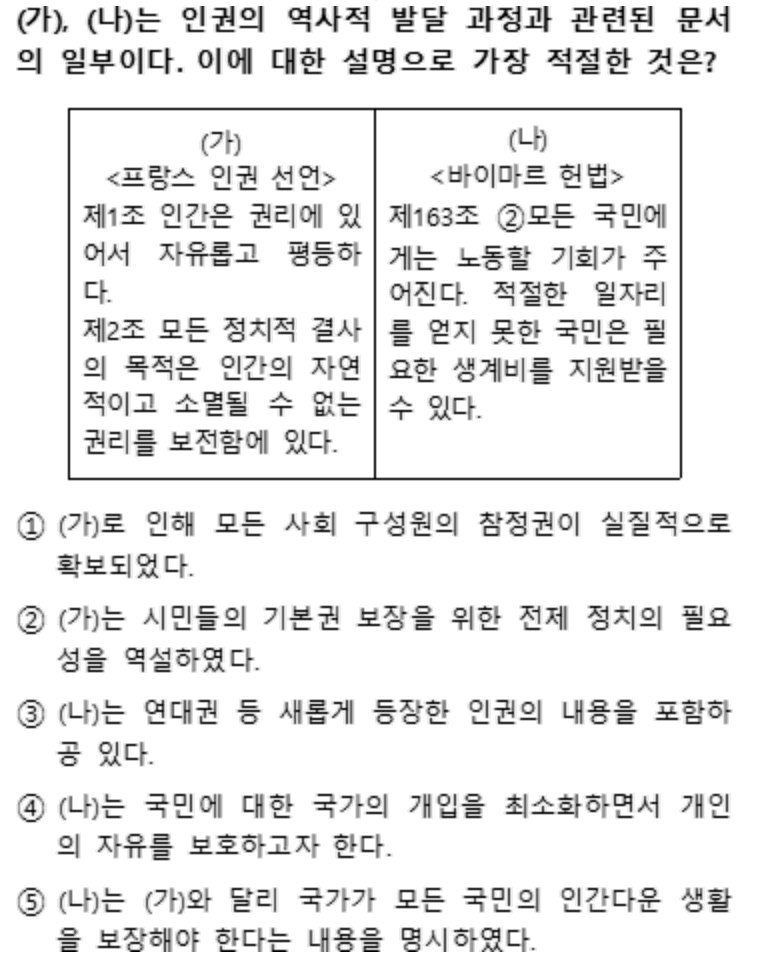 (가), (나)는 인권의 역사적 발달 과정과 관련된 문서
의 일부이다. 이에 대한 설명으로 가장 적절한 것은?
(가)
<프랑스 인권 선언>
제1조 인간은 권리에 있
어서 자유롭고 평등하
다.
제2조 모든 정치적 결사
의 목적은 인간의 자연
적이고 소멸될 수 없는
권리를 보전함에 있다.
(나)
<바이마르 헌법>
제163조 ②모든 국민에
게는 노동할 기회가 주
어진다. 적절한 일자리
를 얻지 못한 국민은 필
요한 생계비를 지원받을
수 있다.
① (가)로 인해 모든 사회 구성원의 참정권이 실질적으로
확보되었다.
② (가)는 시민들의 기본권 보장을 위한 전제 정치의 필요
성을 역설하였다.
③ (나)는 연대권 등 새롭게 등장한 인권의 내용을 포함하
공 있다.
④ (나)는 국민에 대한 국가의 개입을 최소화하면서 개인
의 자유를 보호하고자 한다.
⑤ (나)는 (가)와 달리 국가가 모든 국민의 인간다운 생활
을 보장해야 한다는 내용을 명시하였다.